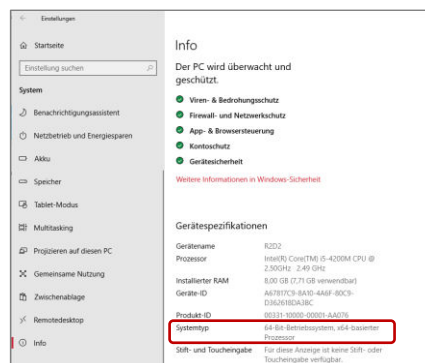 Einstellungen
Startseite
Einstellung suchen
System
Benachrichtigungsassistent
Netzbetrieb und Energiesparen
Akku
Speicher
Tablet-Modus
Multitasking
Projizieren auf diesen PC
Gemeinsame Nutzung
Zwischenablage
Remotedesktop
Info
Info
Der PC wird überwacht und
geschützt.
Viren- & Bedrohungsschutz
Firewall- und Netzwerkschutz
App- & Browsersteuerung
Kontoschutz
Gerätesicherheit
Weitere Informationen in Windows-Sicherheit
Gerätespezifikationen
Gerätename R2D2
Prozessor Intel(R) Core(TM) i5-4200M CPU @
2.50GHz 2.49 GHz
Installierter RAM 8,00 GB (7,71 GB verwendbar)
Geräte-ID A67817C9-8A10-4A6F-80C9-
D362618DA3BC
Produkt-ID 00331-10000-00001-AA076
Systemtyp 64-Bit-Betriebssystem, x64-basierter
Prozessor
Stift- und Toucheingabe Für diese Anzeige ist keine Stift- oder
Toucheingabe verfügbar.